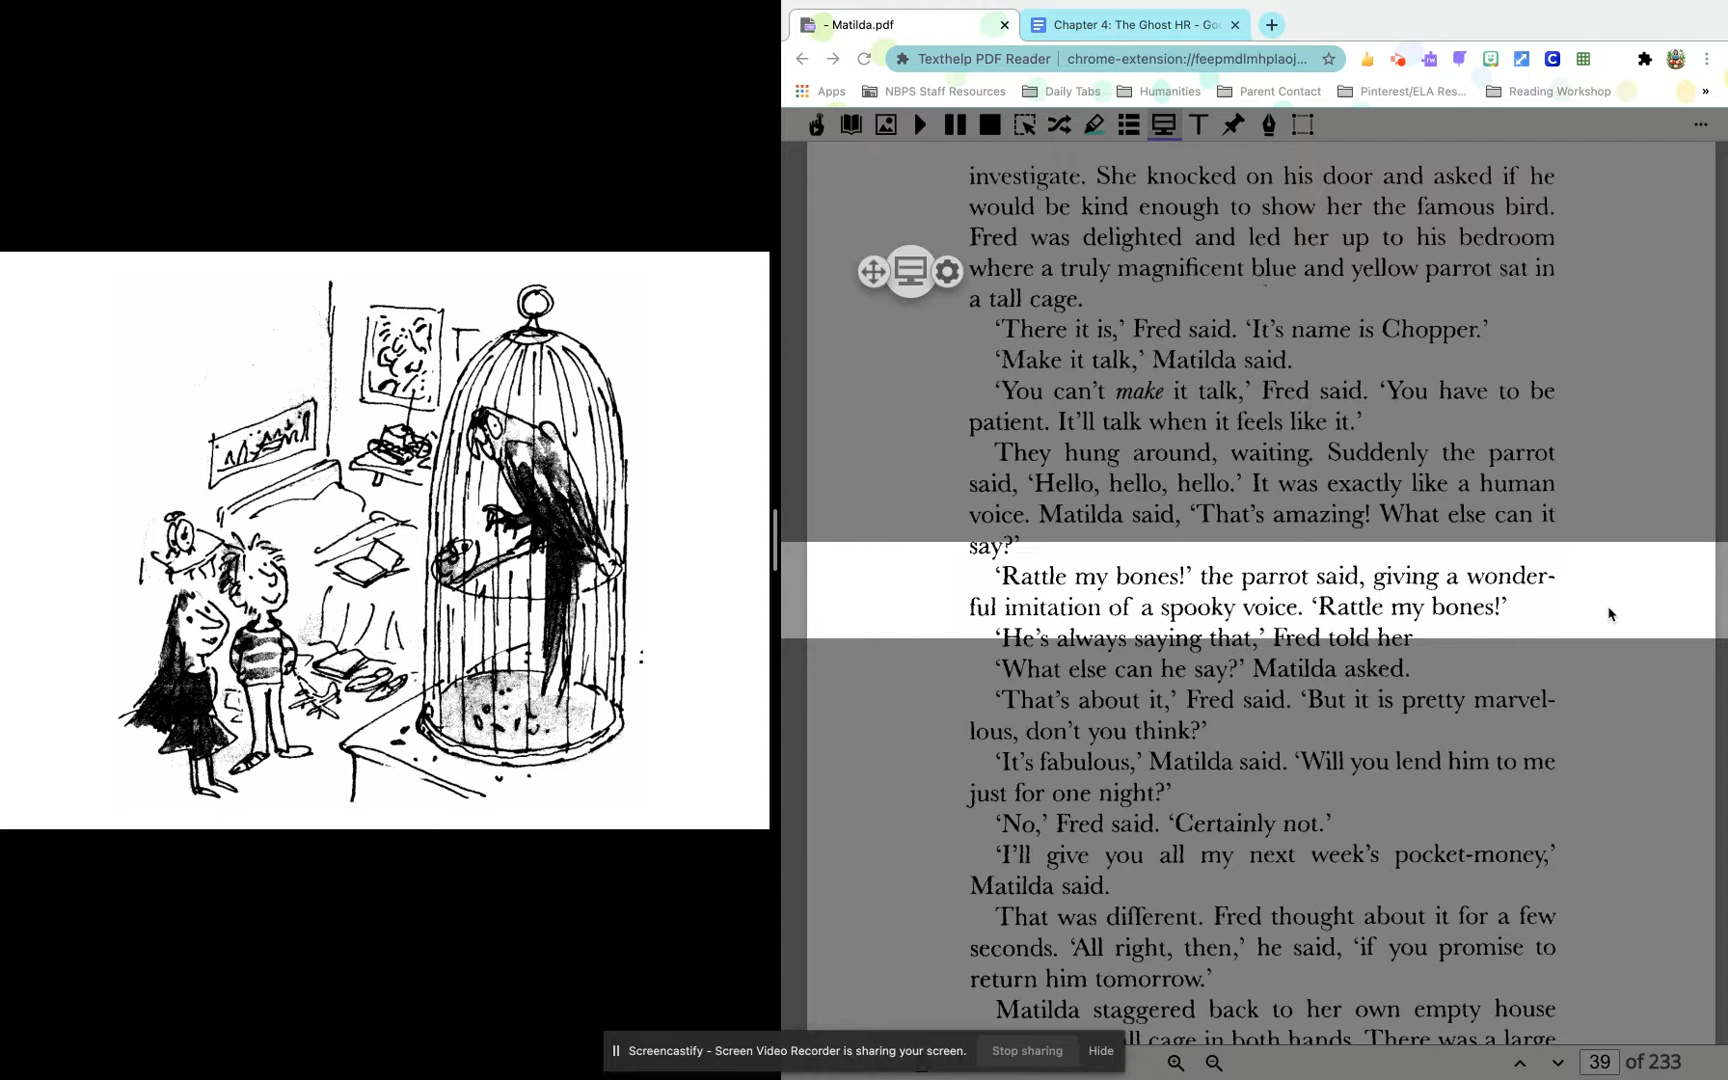 - Matilda.pdf
Chapter 4: The Ghost HR - Goo
Texthelp PDF Reader
chrome-extension://feepmdlmhplaoj...
Apps
NBPS Staff Resources
Daily Tabs
Humanities
Parent Contact
Pinterest/ELA Res...
Reading Workshop
»
investigate. She knocked on his door and asked if he
would be kind enough to show her the famous bird.
Fred was delighted and led her up to his bedroom
where a truly magnificent blue and yellow parrot sat in
a tall cage.
‘There it is,’ Fred said. ‘It’s name is Chopper.’
‘Make it talk,’ Matilda said.
‘You can’t make it talk,’ Fred said. ‘You have to be
patient. It’ll talk when it feels like it.’
They hung around, waiting. Suddenly the parrot
said, ‘Hello, hello, hello.’ It was exactly like a human
voice. Matilda said, ‘That’s amazing! What else can it
say?’
‘Rattle my bones!’ the parrot said, giving a wonder-
ful imitation of a spooky voice. ‘Rattle my bones!’
‘He’s always saying that,’ Fred told her
‘What else can he say?’ Matilda asked.
‘That’s about it,’ Fred said. ‘But it is pretty marvel-
lous, don’t you think?’
‘It’s fabulous,’ Matilda said. ‘Will you lend him to me
just for one night?’
‘No,’ Fred said. ‘Certainly not.’
‘I’ll give you all my next week’s pocket-money,’
Matilda said.
That was different. Fred thought about it for a few
seconds. ‘All right, then,’ he said, ‘if you promise to
return him tomorrow.’
Matilda staggered back to her own empty house
cage in both hands. There was a large
Screencastify - Screen Video Recorder is sharing your screen.
Stop sharing
Hide
39 of 233